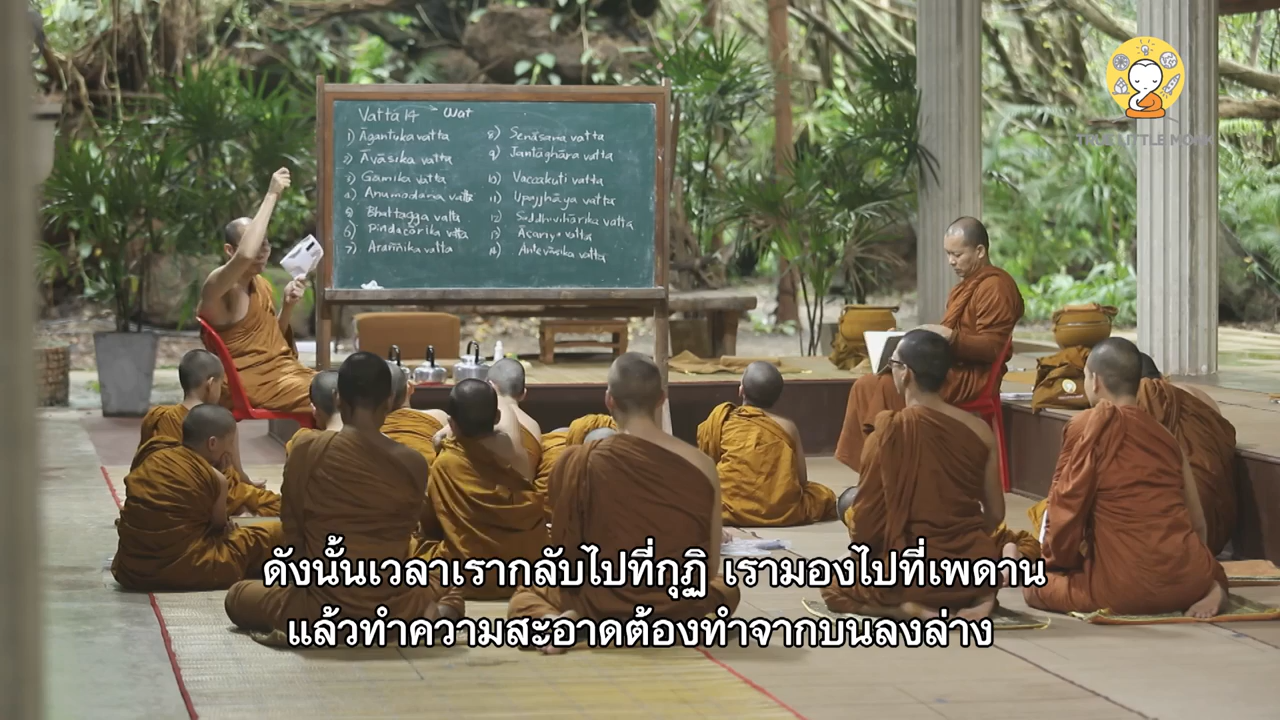 TRUE LITTLE MONK
Vatta 14 → Wat
1) Āgantuka vatta
2) Āvāsika vatta
3) Gamika vatta
4) Anumodana vatta
5) Bhattagga vatta
6) Pindacārika vatta
7) Araññika vatta
8) Senāsana vatta
9) Jantāghāra vatta
10) Vaccakuti vatta
11) Upajjhāya vatta
12) Saddhivihārika vatta
13) Ācariya vatta
14) Antevāsika vatta
ดังนั้นเวลาเรากลับไปที่กุฏิ เรามองไปที่เพดาน
แล้วทำความสะอาดต้องทำจากบนลงล่าง